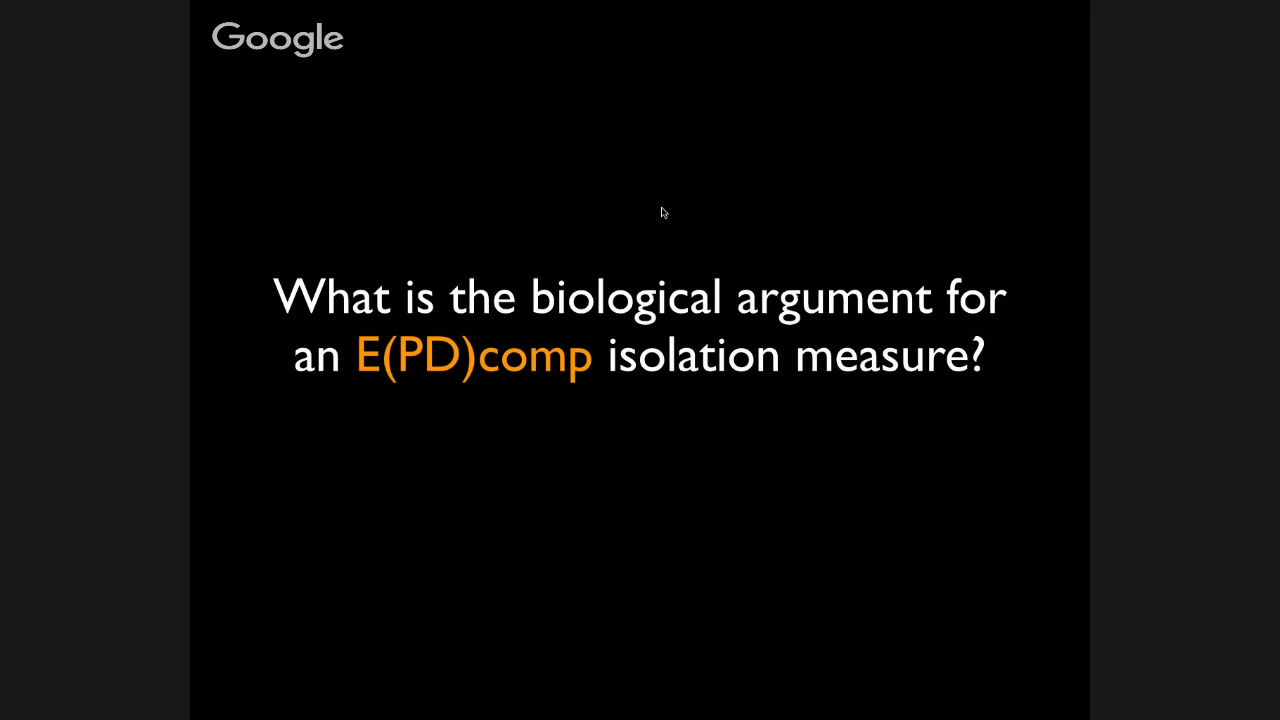 Google
What is the biological argument for
an E(PD)comp isolation measure?